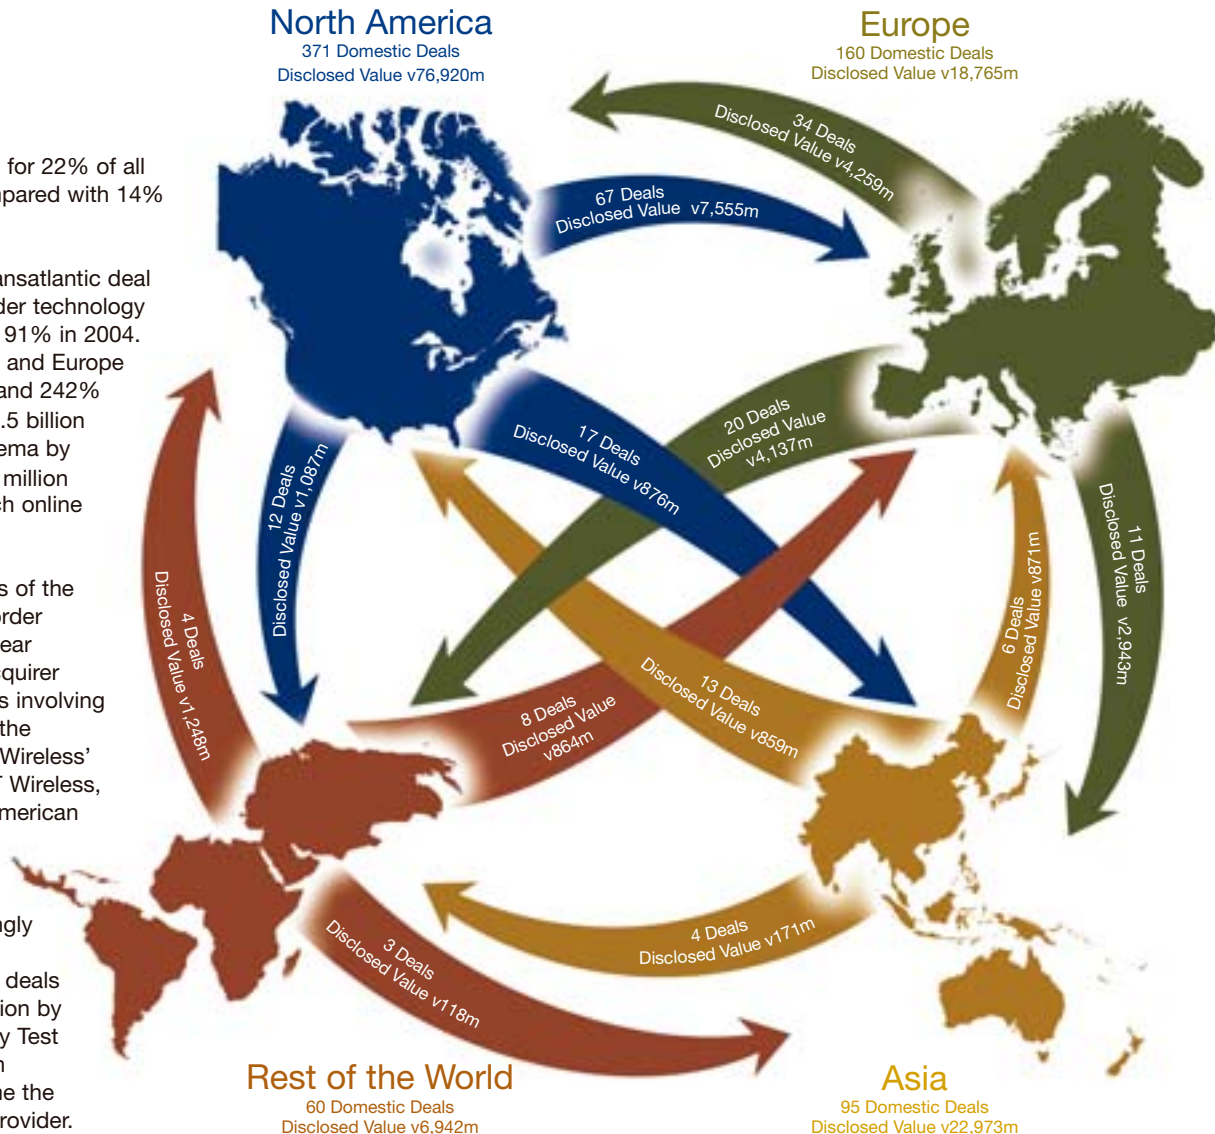 North America
371 Domestic Deals
Disclosed Value v76,920m
Europe
160 Domestic Deals
Disclosed Value v18,765m
for 22% of all
mpared with 14%
ansatlantic deal
der technology
91% in 2004.
and Europe
and 242%
.5 billion
ema by
million
ch online
s of the
order
ear
cquirer
s involving
the
Wireless'
T Wireless,
merican
ngly
deals
ion by
y Test
n
ne the
rovider.
34 Deals
Disclosed Value v4,259m
67 Deals
Disclosed Value v7,555m
20 Deals
Disclosed Value
v4,137m
17 Deals
Disclosed Value v876m
12 Deals
Disclosed Value v1,087m
11 Deals
Disclosed Value v2,943m
6 Deals
Disclosed Value v871m
4 Deals
Disclosed Value v1,248m
8 Deals
Disclosed Value
v864m
13 Deals
Disclosed Value v859m
4 Deals
Disclosed Value v171m
3 Deals
Disclosed Value v118m
Rest of the World
60 Domestic Deals
Disclosed Value v6,942m
Asia
95 Domestic Deals
Disclosed Value v22,973m